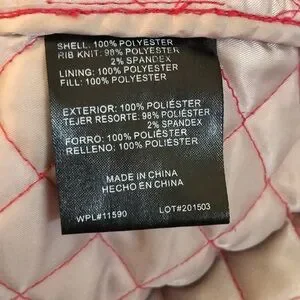 SHELL: 100% POLYESTER
RIB KNIT: 98% POLYESTER
2% SPANDEX
LINING: 100% POLYESTER
FILL: 100% POLYESTER
EXTERIOR: 100% POLIÉSTER
TEJER RESORTE: 98% POLIÉSTER
2% SPANDEX
FORRO: 100% POLIÉSTER
RELLENO: 100% POLIÉSTER
MADE IN CHINA
HECHO EN CHINA
WPL#11590 LOT#201503